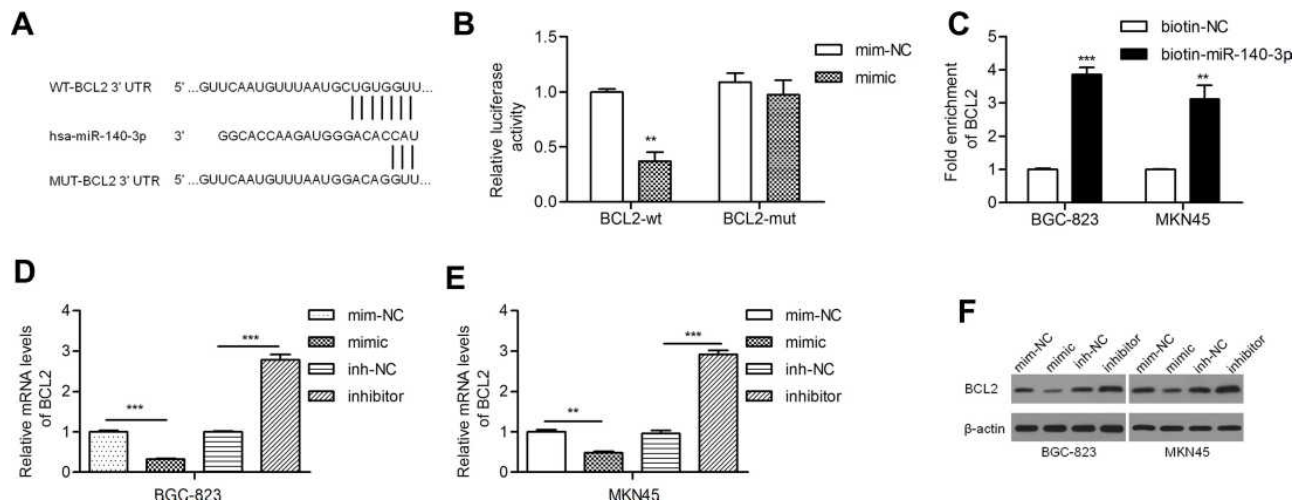 A
WT-BCL2 3' UTR 5' ...GUUCAAUGUUUAAUGCUGUGGUU...
hsa-miR-140-3p 3' GGCACCAAGAUGGGACACCAU
MUT-BCL2 3' UTR 5' ...GUUCAAUGUUUAAUGGACAGGUU...
B
Relative luciferase
activity
1.5
1.0
0.5
0.0
mim-NC
mimic
**
BCL2-wt
BCL2-mut
C
Fold enrichment
of BCL2
5
4
3
2
1
0
biotin-NC
biotin-miR-140-3p
***
**
BGC-823
MKN45
D
Relative mRNA levels
of BCL2
4
3
2
1
0
***
***
mim-NC
mimic
inh-NC
inhibitor
BGC-823
E
Relative mRNA levels
of BCL2
4
3
2
1
0
**
***
mim-NC
mimic
inh-NC
inhibitor
MKN45
F
mim-NC mimic inh-NC inhibitor mim-NC mimic inh-NC inhibitor
BCL2
β-actin
BGC-823 MKN45